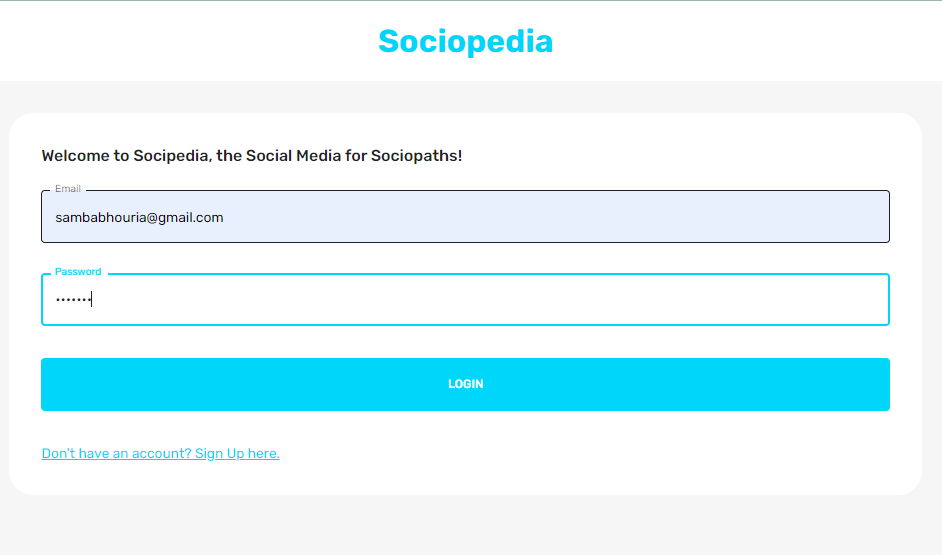 Sociopedia
Welcome to Socipedia, the Social Media for Sociopaths!
Email
sambabhouria@gmail.com
Password
•••••••
LOGIN
Don't have an account? Sign Up here.